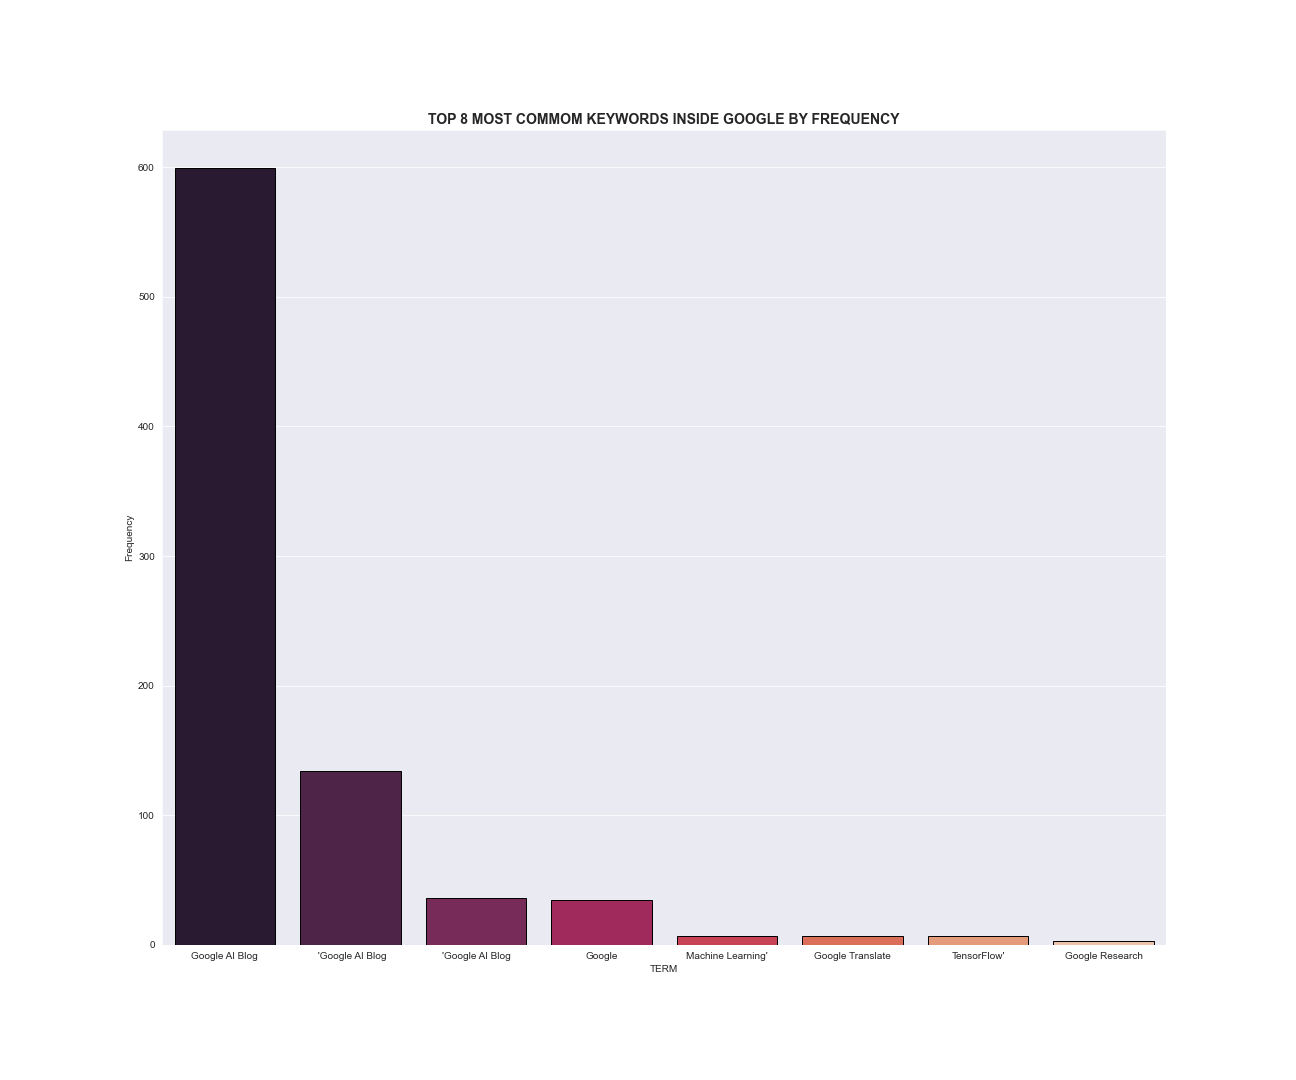 TOP 8 MOST COMMOM KEYWORDS INSIDE GOOGLE BY FREQUENCY
600
500
400
300
200
100
0
Frequency
Google AI Blog
'Google AI Blog
'Google AI Blog
Google
Machine Learning'
Google Translate
TensorFlow'
Google Research
TERM